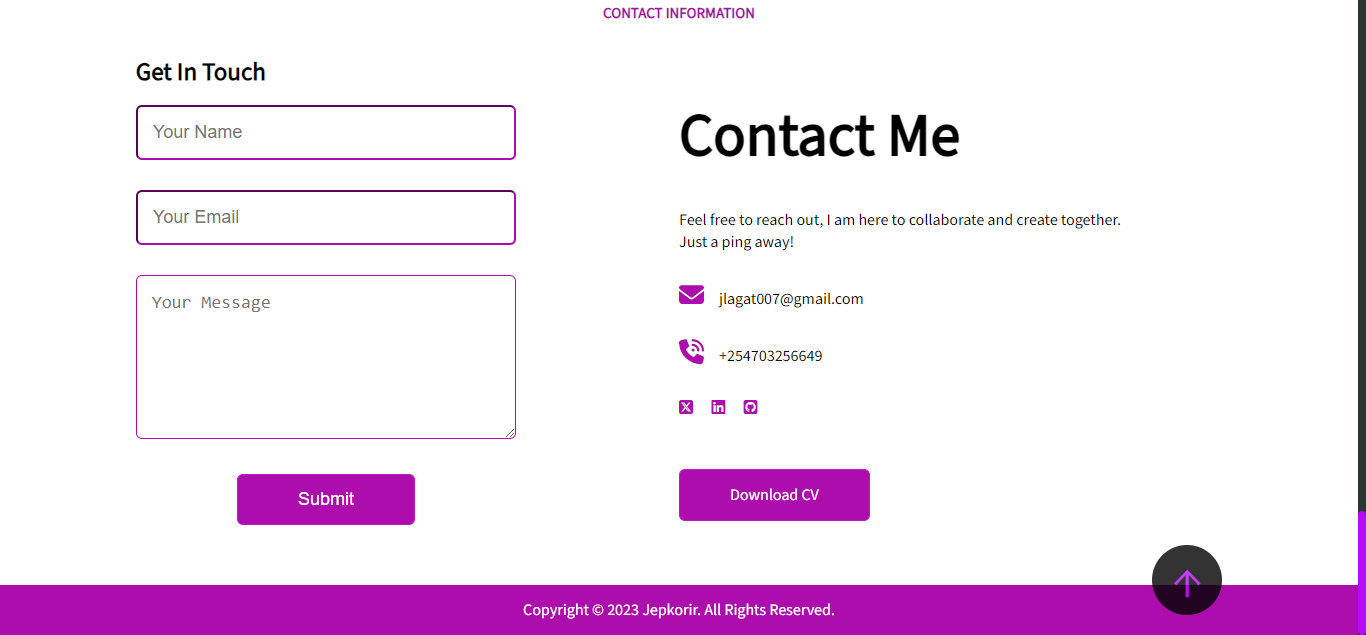 CONTACT INFORMATION
Get In Touch
Your Name
Your Email
Your Message
Submit
Contact Me
Feel free to reach out, I am here to collaborate and create together.
Just a ping away!
jlagat007@gmail.com
+254703256649
Download CV
Copyright © 2023 Jepkorir. All Rights Reserved.